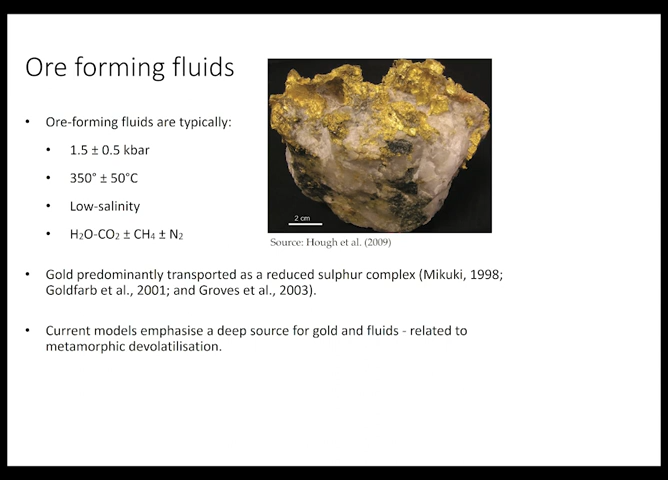 Ore forming fluids
• Ore-forming fluids are typically:
• 1.5 ± 0.5 kbar
• 350° ± 50°C
• Low-salinity
• H2O-CO2 ± CH4 ± N2
2 cm
Source: Hough et al. (2009)
• Gold predominantly transported as a reduced sulphur complex (Mikuki, 1998;
Goldfarb et al., 2001; and Groves et al., 2003).
• Current models emphasise a deep source for gold and fluids - related to
metamorphic devolatilisation.